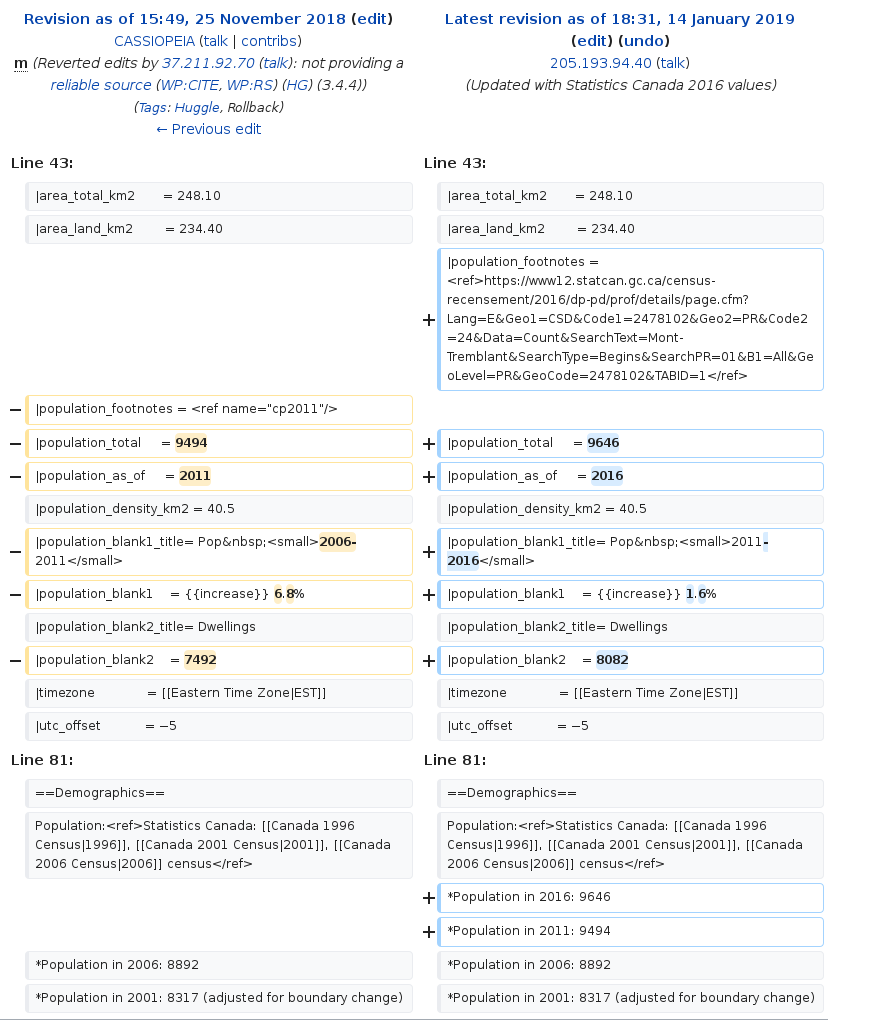 Revision as of 15:49, 25 November 2018 (edit)
CASSIOPEIA (talk | contribs)
m (Reverted edits by 37.211.92.70 (talk): not providing a
reliable source (WP:CITE, WP:RS) (HG) (3.4.4))
(Tags: Huggle, Rollback)
← Previous edit
Latest revision as of 18:31, 14 January 2019
(edit) (undo)
205.193.94.40 (talk)
(Updated with Statistics Canada 2016 values)
Line 43:
Line 43:
|area_total_km2 = 248.10
|area_total_km2 = 248.10
|area_land_km2 = 234.40
|area_land_km2 = 234.40
+
|population_footnotes =
<ref>https://www12.statcan.gc.ca/census-
recensement/2016/dp-pd/prof/details/page.cfm?
Lang=E&Geo1=CSD&Code1=2478102&Geo2=PR&Code2
=24&Data=Count&SearchText=Mont-
Tremblant&SearchType=Begins&SearchPR=01&B1=All&Ge
oLevel=PR&GeoCode=2478102&TABID=1</ref>
− |population_footnotes = <ref name="cp2011"/>
− |population_total = 9494
+ |population_total = 9646
− |population_as_of = 2011
+ |population_as_of = 2016
|population_density_km2 = 40.5
|population_density_km2 = 40.5
− |population_blank1_title= Pop&nbsp;<small>2006-
2011</small>
+ |population_blank1_title= Pop&nbsp;<small>2011-
2016</small>
− |population_blank1 = {{increase}} 6.8%
+ |population_blank1 = {{increase}} 1.6%
|population_blank2_title= Dwellings
|population_blank2_title= Dwellings
− |population_blank2 = 7492
+ |population_blank2 = 8082
|timezone = [[Eastern Time Zone|EST]]
|timezone = [[Eastern Time Zone|EST]]
|utc_offset = −5
|utc_offset = −5
Line 81:
Line 81:
==Demographics==
==Demographics==
Population:<ref>Statistics Canada: [[Canada 1996
Census|1996]], [[Canada 2001 Census|2001]], [[Canada
2006 Census|2006]] census</ref>
Population:<ref>Statistics Canada: [[Canada 1996
Census|1996]], [[Canada 2001 Census|2001]], [[Canada
2006 Census|2006]] census</ref>
+ *Population in 2016: 9646
+ *Population in 2011: 9494
*Population in 2006: 8892
*Population in 2006: 8892
*Population in 2001: 8317 (adjusted for boundary change)
*Population in 2001: 8317 (adjusted for boundary change)